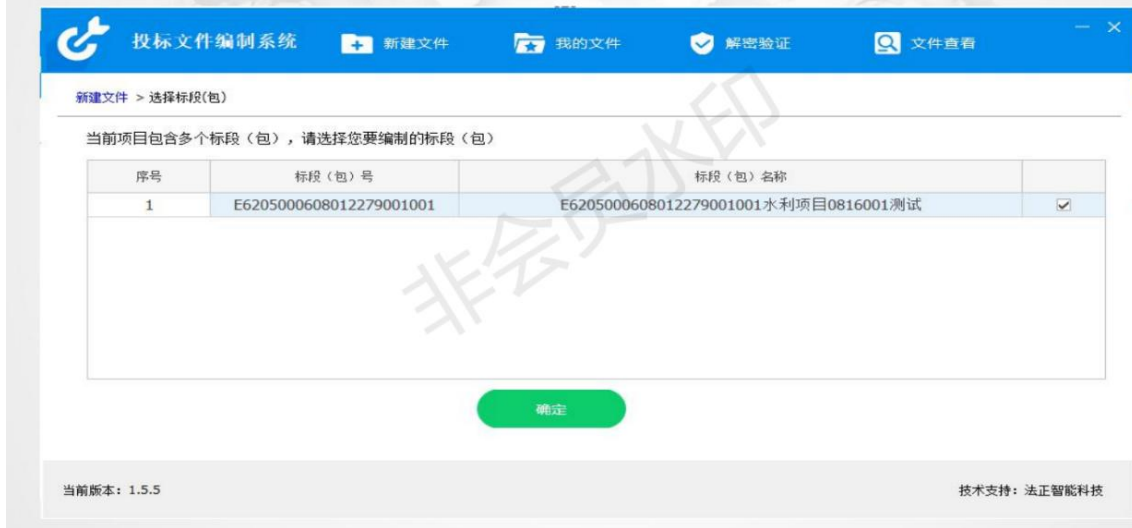 投标文件编制系统 新建文件 我的文件 解密验证 文件查看
新建文件 > 选择标段(包)
当前项目包含多个标段（包），请选择您要编制的标段（包）
序号 标段（包）号 标段（包）名称
1 E6205000608012279001001 E6205000608012279001001水利项目0816001测试
非会员水印
确定
当前版本：1.5.5 技术支持：法正智能科技